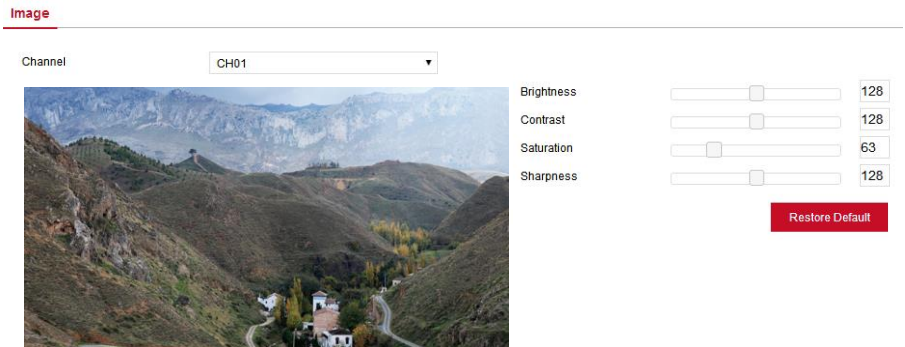 Image
Channel
CH01
Brightness 128
Contrast 128
Saturation 63
Sharpness 128
Restore Default